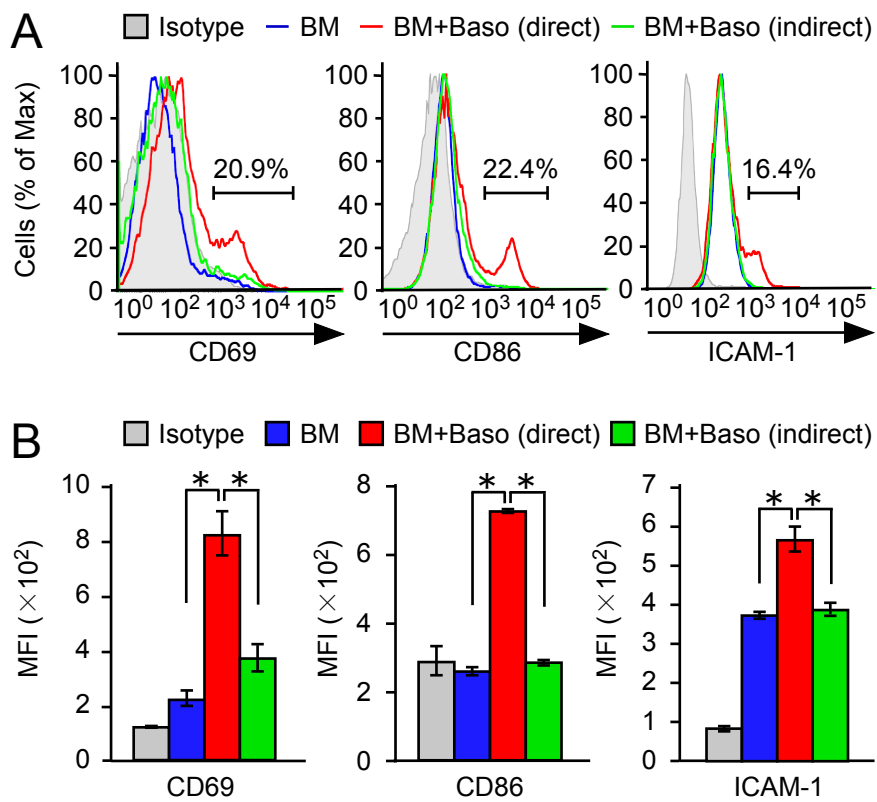 A
Isotype BM BM+Baso (direct) BM+Baso (indirect)
Cells (% of Max)
100
80
60
40
20
0
20.9%
10⁰ 10² 10³ 10⁴ 10⁵
CD69
100
80
60
40
20
0
22.4%
10⁰ 10² 10³ 10⁴ 10⁵
CD86
100
80
60
40
20
0
16.4%
10⁰ 10² 10³ 10⁴ 10⁵
ICAM-1
B
Isotype BM BM+Baso (direct) BM+Baso (indirect)
MFI (×10²)
10
8
6
4
2
0
* *
CD69
MFI (×10²)
8
6
4
2
0
* *
CD86
MFI (×10²)
7
6
5
4
3
2
1
0
* *
ICAM-1